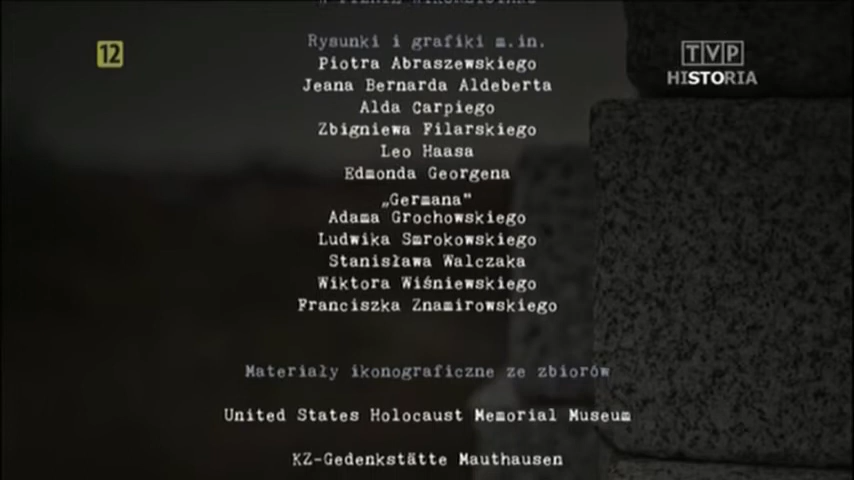 12
TVP
HISTORIA
Rysunki i grafiki m.in.
Piotra Abraszewskiego
Jeana Bernarda Aldeberta
Alda Carpiego
Zbigniewa Filarskiego
Leo Haasa
Edmonda Georgena
„Germana”
Adama Grochowskiego
Ludwika Smrokowskiego
Stanisława Walczaka
Wiktora Wiśniewskiego
Franciszka Znamirowskiego
Materiały ikonograficzne ze zbiorów
United States Holocaust Memorial Museum
KZ-Gedenkstätte Mauthausen